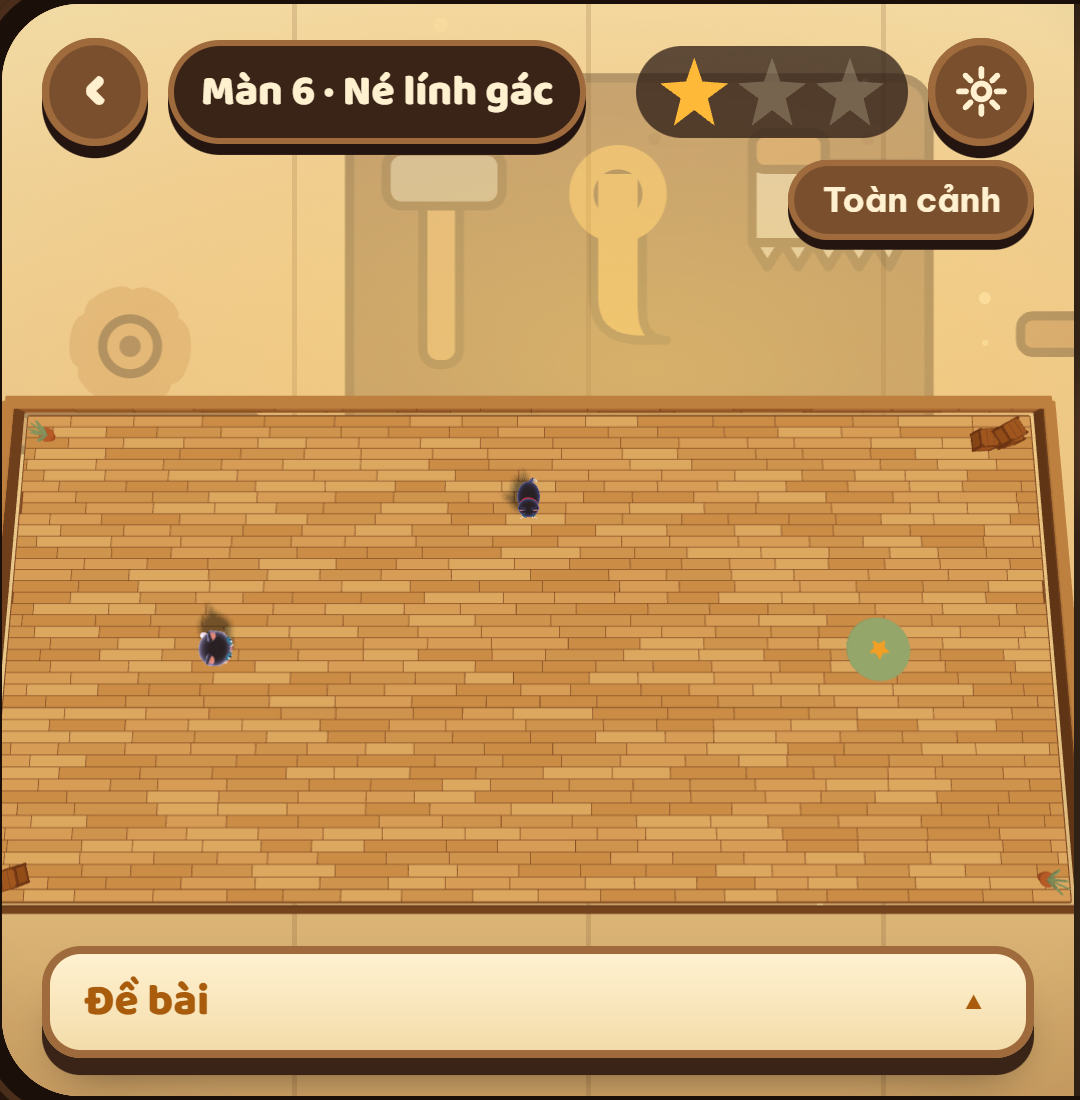 Màn 6 • Né lính gác
Toàn cảnh
Đề bài